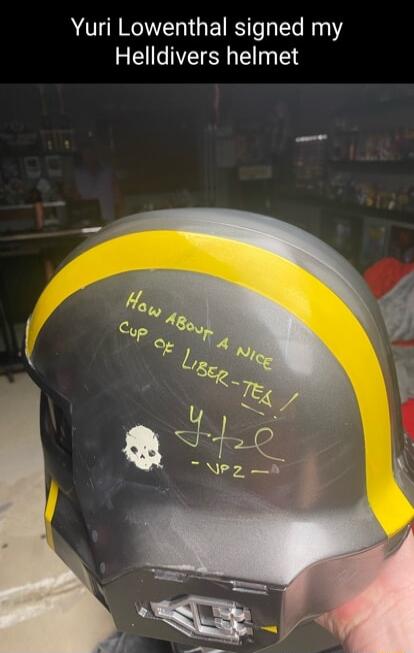 Yuri Lowenthal signed my
Helldivers helmet
HOW ABOUT A NICE
CUP OF LIBER-TEA!
- VP2 -